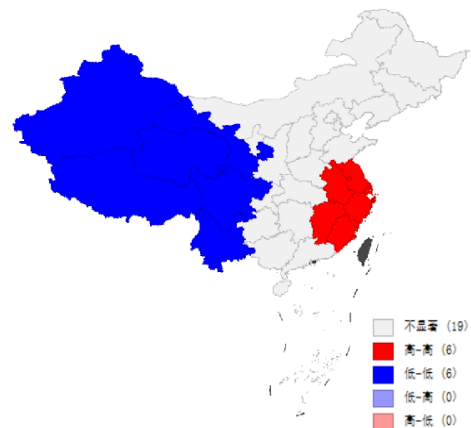 不显著 (19)
高-高 (6)
低-低 (6)
低-高 (0)
高-低 (0)